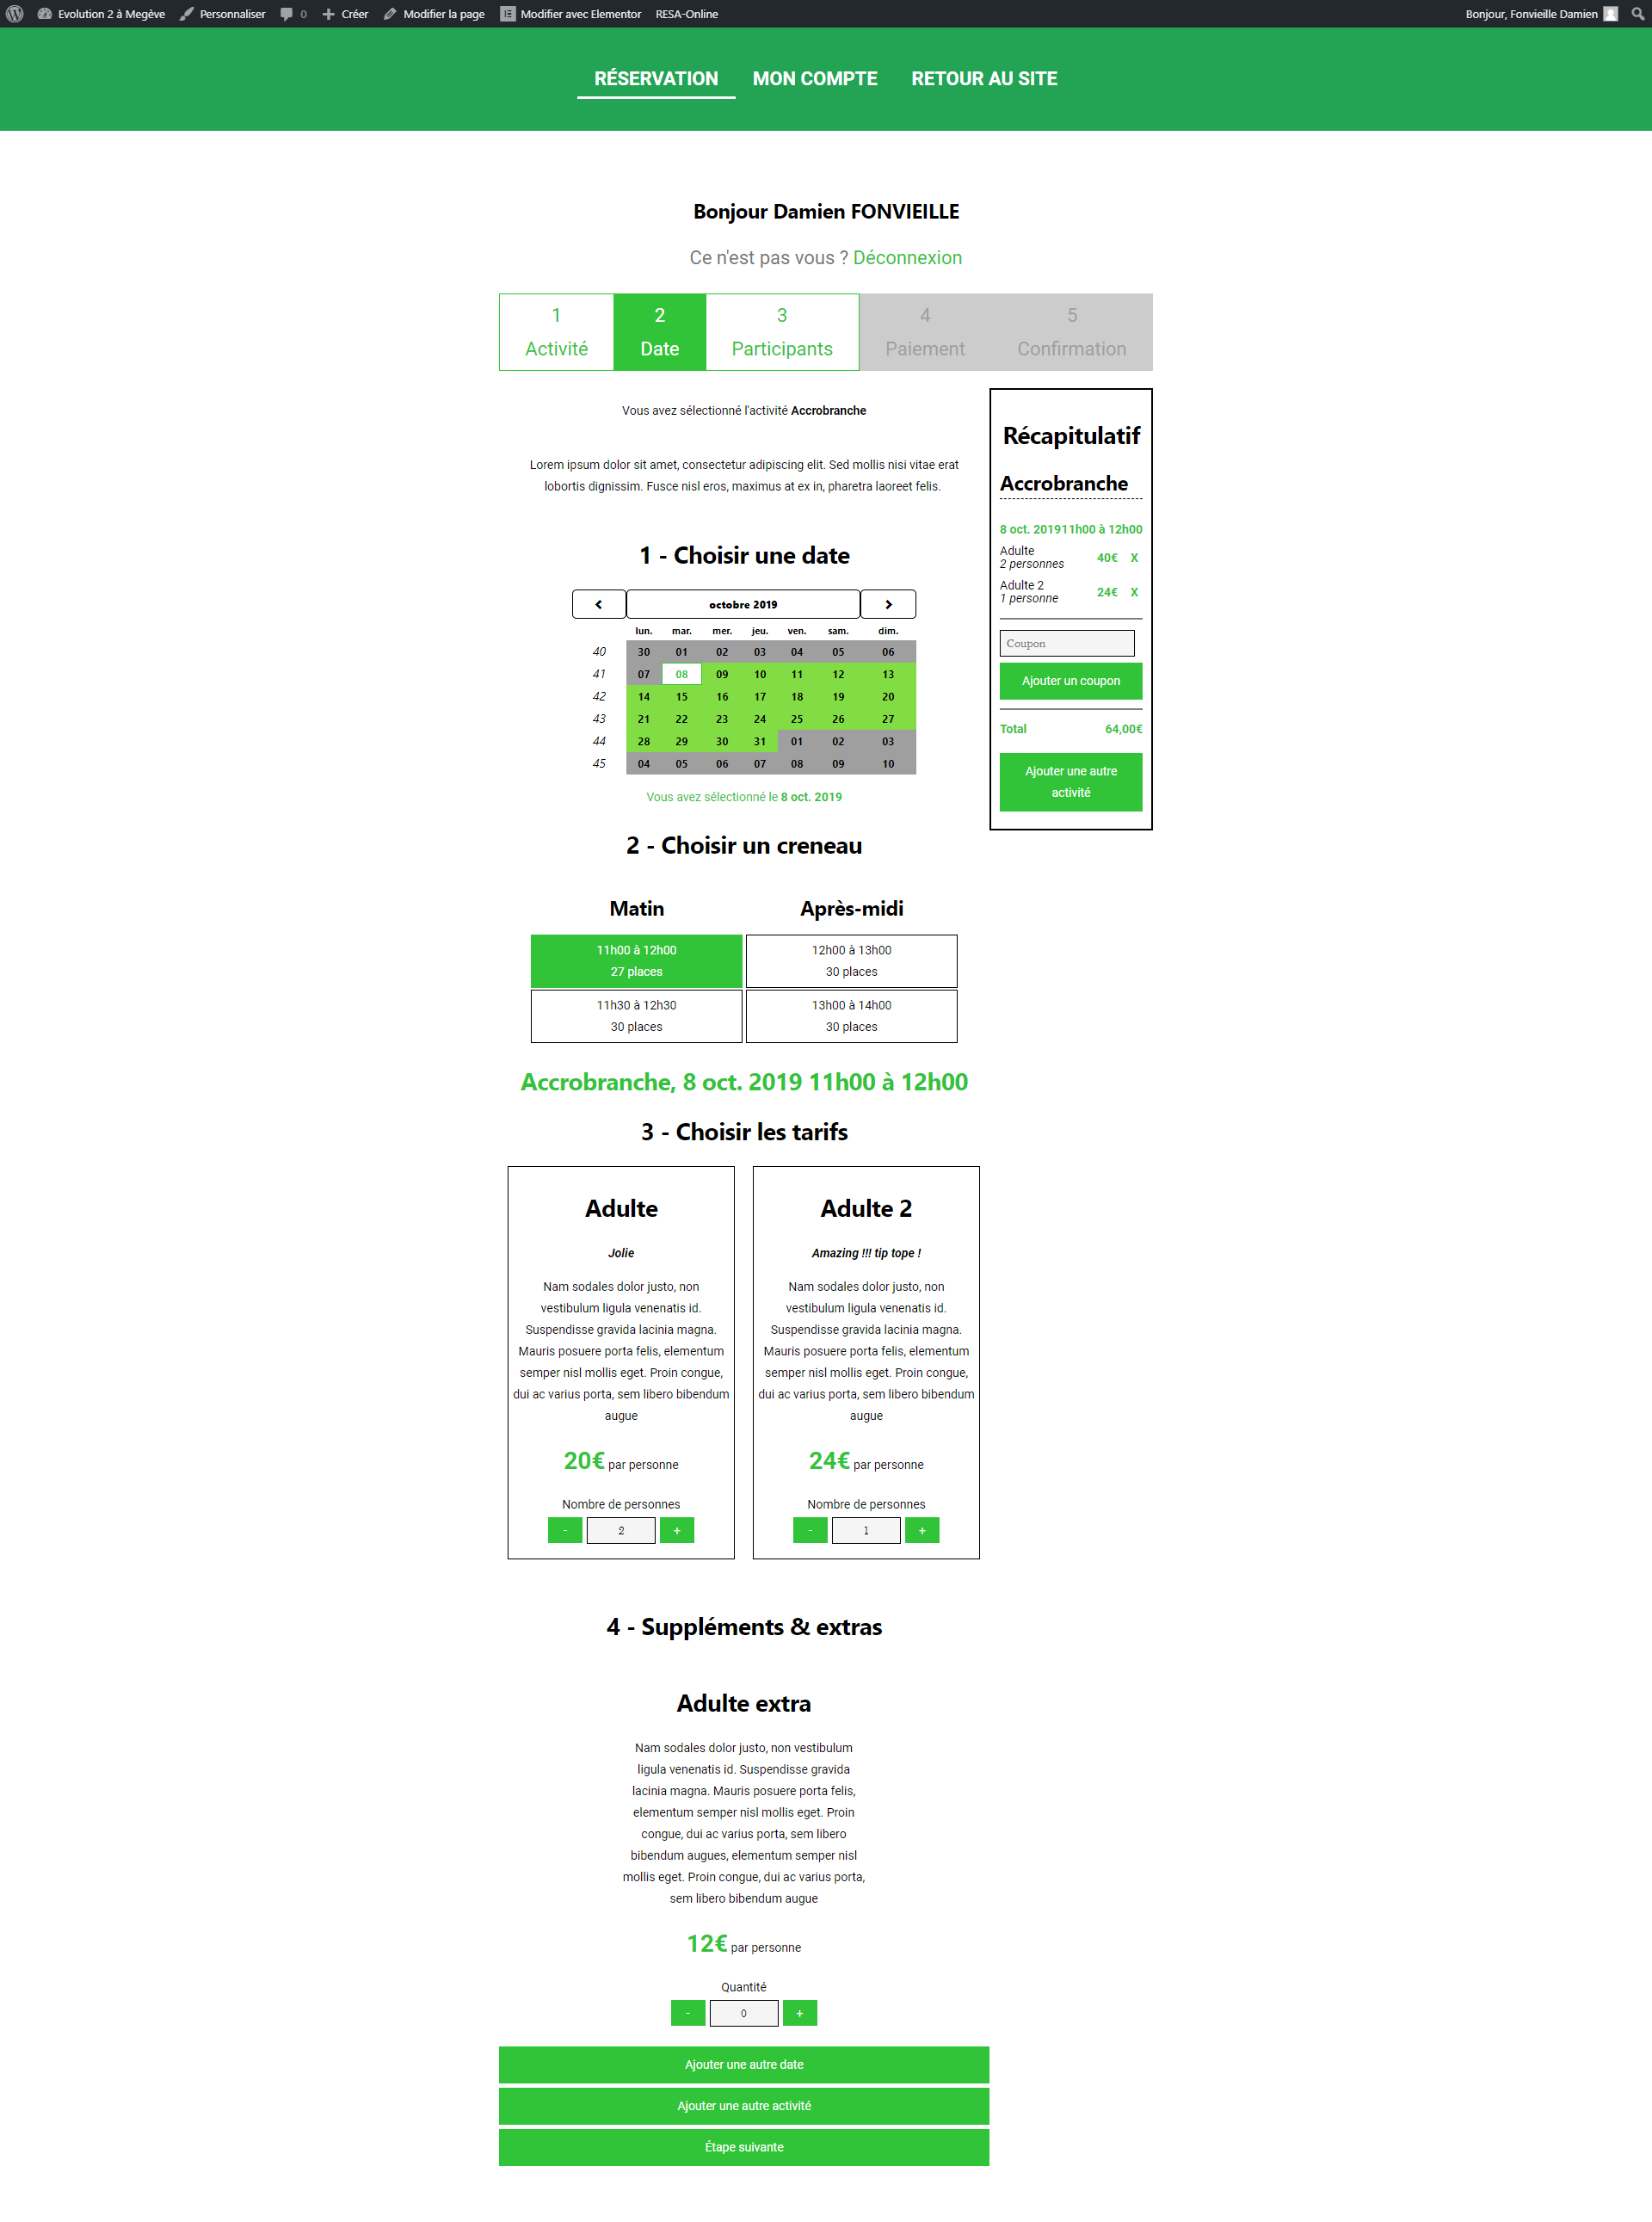 Evolution 2 à Megève Personnaliser 0 Créer Modifier la page Modifier avec Elementor RESA-Online Bonjour, Fonvieille Damien
RÉSERVATION MON COMPTE RETOUR AU SITE
Bonjour Damien FONVIEILLE
Ce n'est pas vous ? Déconnexion
1 2 3 4 5
Activité Date Participants Paiement Confirmation
Vous avez sélectionné l'activité Accrobranche
Lorem ipsum dolor sit amet, consectetur adipiscing elit. Sed mollis nisi vitae erat
lobortis dignissim. Fusce nisl eros, maximus at ex in, pharetra laoreet felis.
1 - Choisir une date
octobre 2019
lun. mar. mer. jeu. ven. sam. dim.
40 30 01 02 03 04 05 06
41 07 08 09 10 11 12 13
42 14 15 16 17 18 19 20
43 21 22 23 24 25 26 27
44 28 29 30 31 01 02 03
45 04 05 06 07 08 09 10
Vous avez sélectionné le 8 oct. 2019
2 - Choisir un creneau
Matin Après-midi
11h00 à 12h00 12h00 à 13h00
27 places 30 places
11h30 à 12h30 13h00 à 14h00
30 places 30 places
Accrobranche, 8 oct. 2019 11h00 à 12h00
3 - Choisir les tarifs
Adulte
Jolie
Nam sodales dolor justo, non
vestibulum ligula venenatis id.
Suspendisse gravida lacinia magna.
Mauris posuere porta felis, elementum
semper nisl mollis eget. Proin congue,
dui ac varius porta, sem libero bibendum
augue
20€ par personne
Nombre de personnes
- 2 +
Adulte 2
Amazing !!! tip tope !
Nam sodales dolor justo, non
vestibulum ligula venenatis id.
Suspendisse gravida lacinia magna.
Mauris posuere porta felis, elementum
semper nisl mollis eget. Proin congue,
dui ac varius porta, sem libero bibendum
augue
24€ par personne
Nombre de personnes
- 1 +
4 - Suppléments & extras
Adulte extra
Nam sodales dolor justo, non vestibulum
ligula venenatis id. Suspendisse gravida
lacinia magna. Mauris posuere porta felis,
elementum semper nisl mollis eget. Proin
congue, dui ac varius porta, sem libero
bibendum augues, elementum semper nisl
mollis eget. Proin congue, dui ac varius porta,
sem libero bibendum augue
12€ par personne
Quantité
- 0 +
Ajouter une autre date
Ajouter une autre activité
Étape suivante
Récapitulatif
Accrobranche
8 oct. 201911h00 à 12h00
Adulte
2 personnes 40€ X
Adulte 2
1 personne 24€ X
Coupon
Ajouter un coupon
Total 64,00€
Ajouter une autre
activité